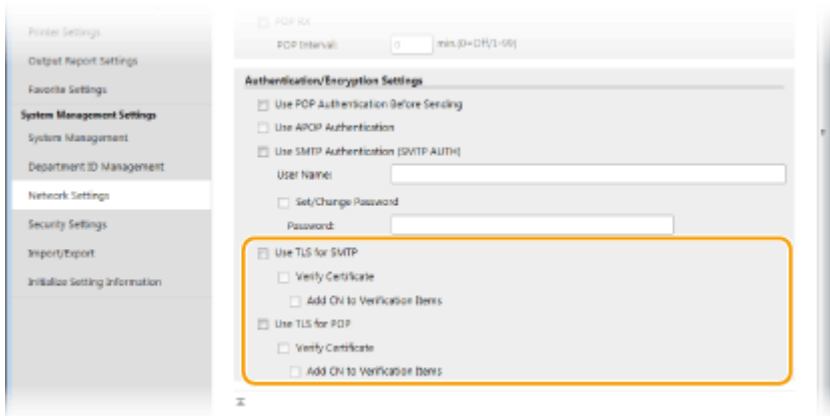 Printer Settings
Output Report Settings
Favorite Settings
System Management Settings
System Management
Department ID Management
Network Settings
Security Settings
Import/Export
Initialize Setting Information
POP RX
POP Interval: 0 min.(0=Off/1-99)
Authentication/Encryption Settings
Use POP Authentication Before Sending
Use APOP Authentication
Use SMTP Authentication (SMTP AUTH)
User Name:
Set/Change Password
Password:
Use TLS for SMTP
Verify Certificate
Add CN to Verification Items
Use TLS for POP
Verify Certificate
Add CN to Verification Items